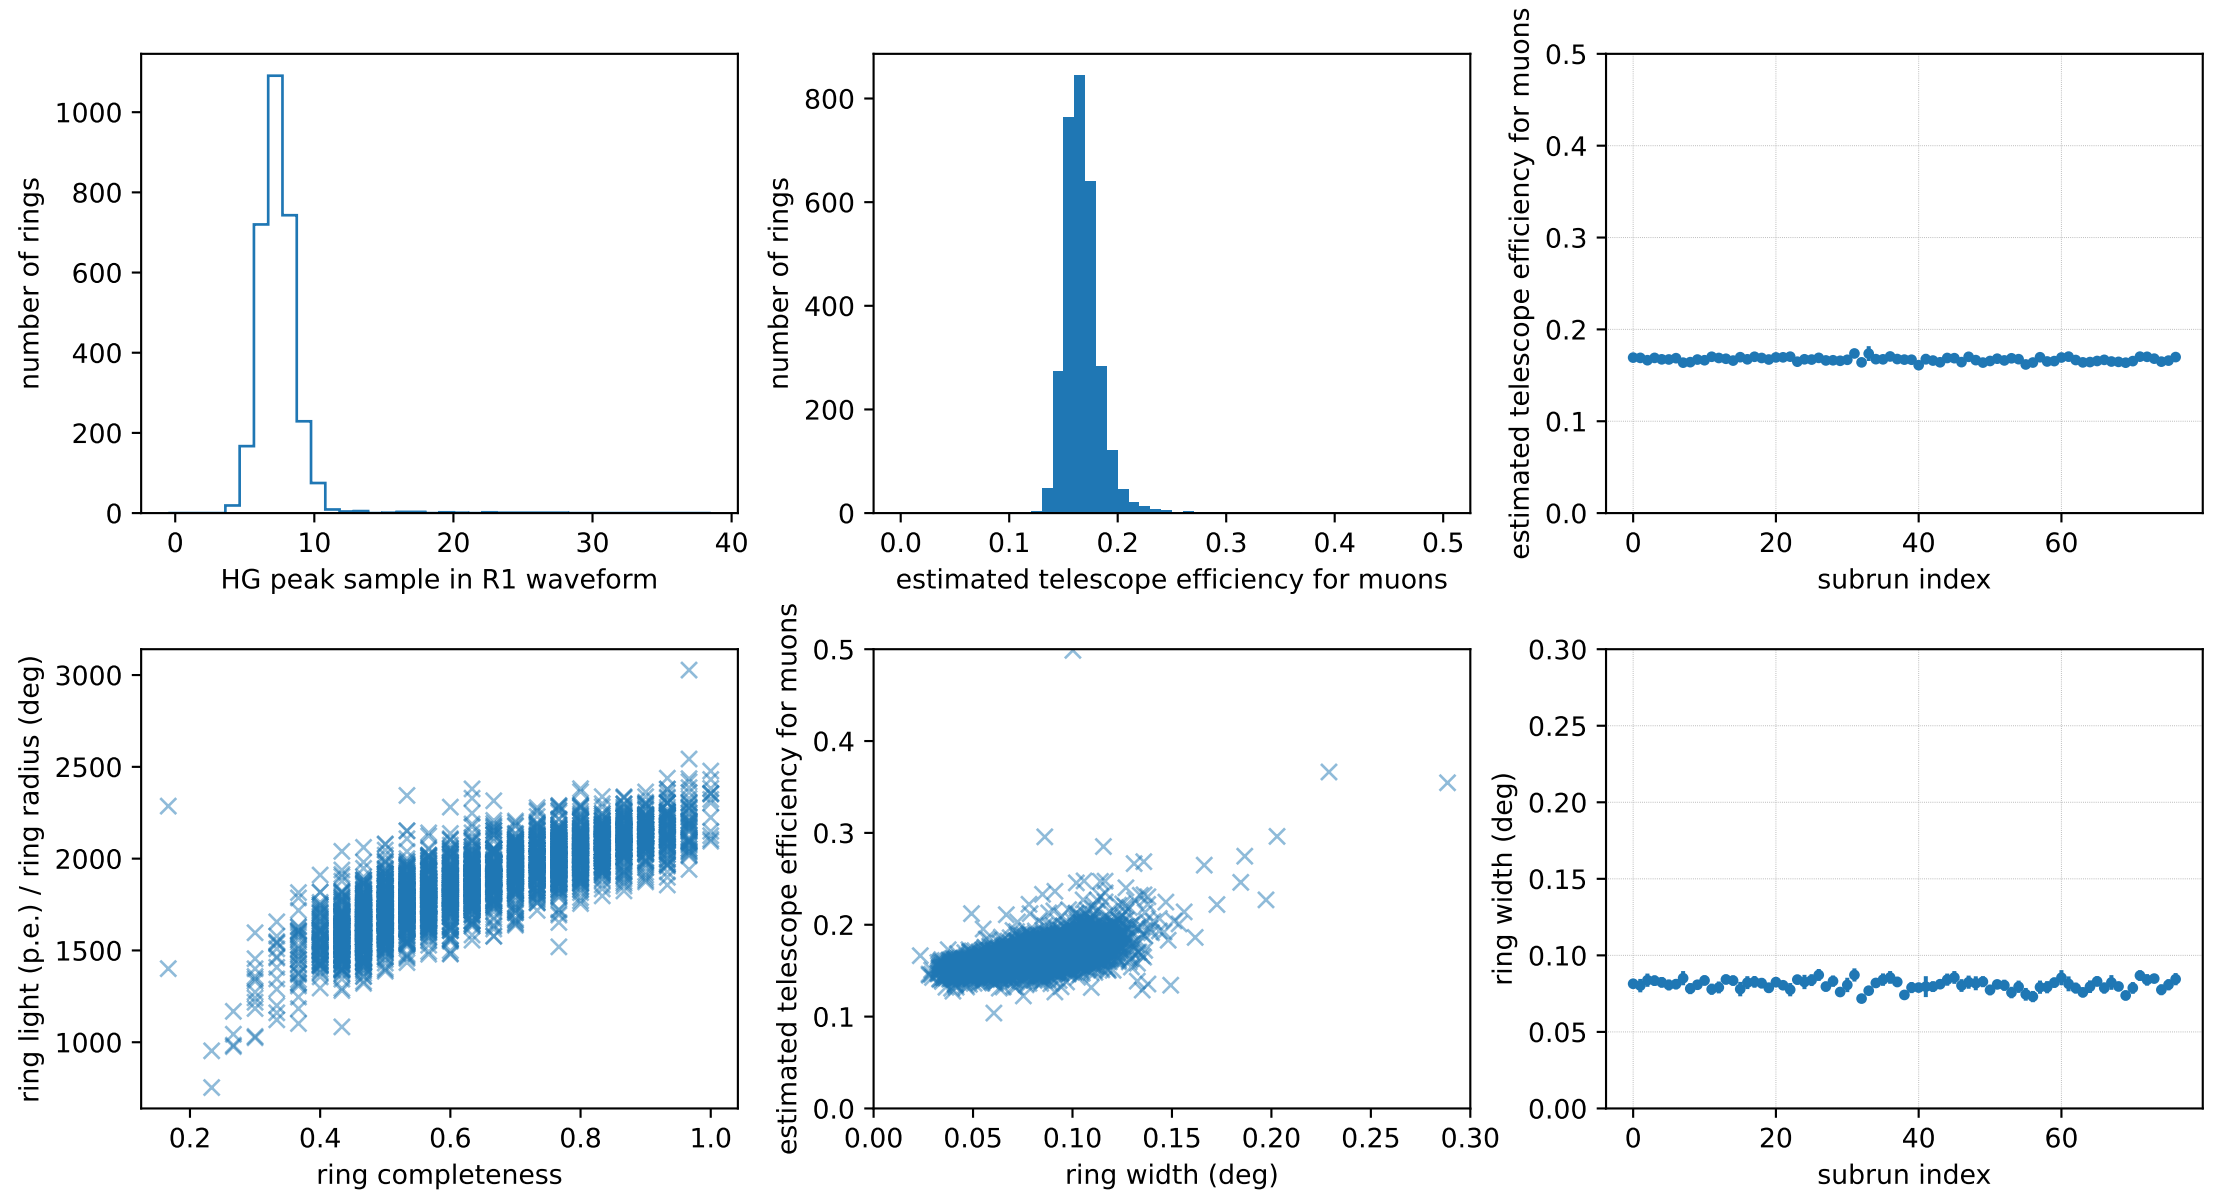 number of rings
1000
800
600
400
200
0
0 10 20 30 40
HG peak sample in R1 waveform
number of rings
800
600
400
200
0
0.0 0.1 0.2 0.3 0.4 0.5
estimated telescope efficiency for muons
estimated telescope efficiency for muons
0.5
0.4
0.3
0.2
0.1
0.0
0 20 40 60
subrun index
ring light (p.e.) / ring radius (deg)
3000
2500
2000
1500
1000
0.2 0.4 0.6 0.8 1.0
ring completeness
estimated telescope efficiency for muons
0.5
0.4
0.3
0.2
0.1
0.0
0.00 0.05 0.10 0.15 0.20 0.25 0.30
ring width (deg)
ring width (deg)
0.30
0.25
0.20
0.15
0.10
0.05
0.00
0 20 40 60
subrun index